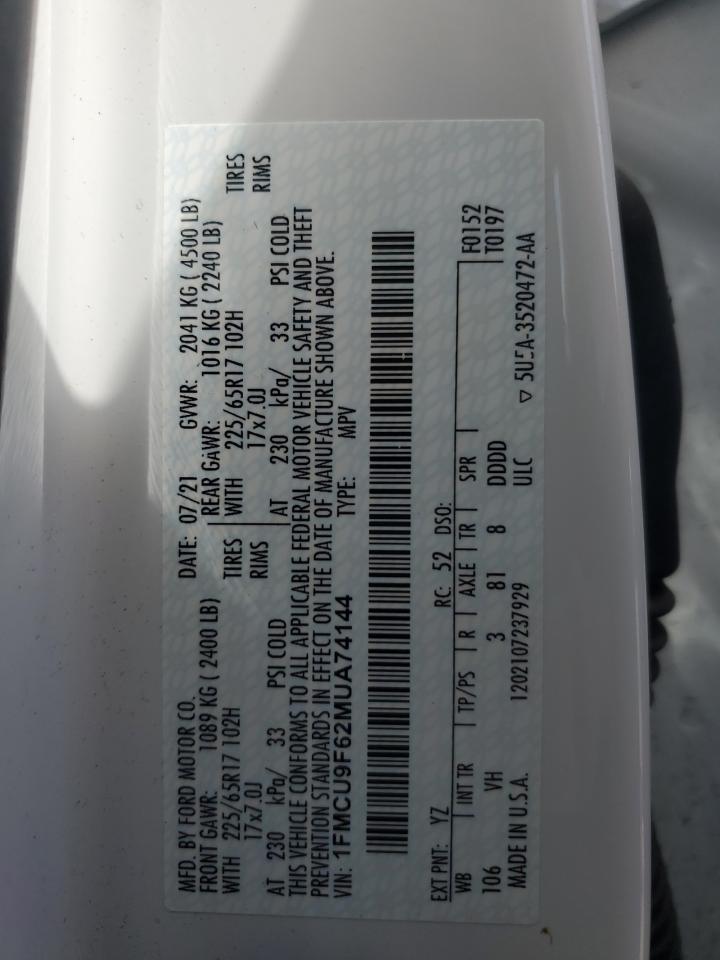 MFD. BY FORD MOTOR CO. DATE: 07/21 GVWR: 2041 KG ( 4500 LB)
FRONT GAWR: 1089 KG ( 2400 LB) REAR GAWR: 1016 KG ( 2240 LB)
WITH 225/65R17 102H TIRES WITH 225/65R17 102H TIRES
17x7.0J RIMS 17x7.0J RIMS
AT 230 kPa/ 33 PSI COLD AT 230 kPa/ 33 PSI COLD
THIS VEHICLE CONFORMS TO ALL APPLICABLE FEDERAL MOTOR VEHICLE SAFETY AND THEFT
PREVENTION STANDARDS IN EFFECT ON THE DATE OF MANUFACTURE SHOWN ABOVE.
VIN: 1FMCU9F62MUA74144 TYPE: MPV
EXT PNT: YZ RC: 52 DSO:
WB INT TR TP/PS R AXLE TR SPR F0152
106 VH 3 81 8 DDDD T0197
MADE IN U.S.A. 1202107237929 ULC ▽ 5U5A-3520472-AA